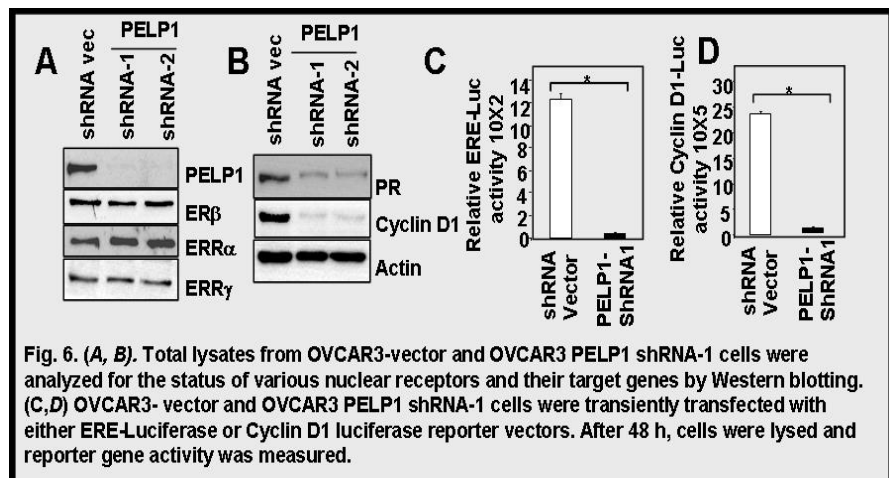 A
shRNA vec
PELP1
shRNA-1
shRNA-2
PELP1
ERβ
ERRα
ERRγ
B
shRNA vec
PELP1
shRNA-1
shRNA-2
PR
Cyclin D1
Actin
C
Relative ERE-Luc
activity 10X2
14
12
10
8
6
4
2
0
*
shRNA
Vector
PELP1-
ShRNA1
D
Relative Cyclin D1-Luc
activity 10X5
30
25
20
15
10
5
0
*
shRNA
Vector
PELP1-
ShRNA1
Fig. 6. (A, B). Total lysates from OVCAR3-vector and OVCAR3 PELP1 shRNA-1 cells were
analyzed for the status of various nuclear receptors and their target genes by Western blotting.
(C,D) OVCAR3- vector and OVCAR3 PELP1 shRNA-1 cells were transiently transfected with
either ERE-Luciferase or Cyclin D1 luciferase reporter vectors. After 48 h, cells were lysed and
reporter gene activity was measured.